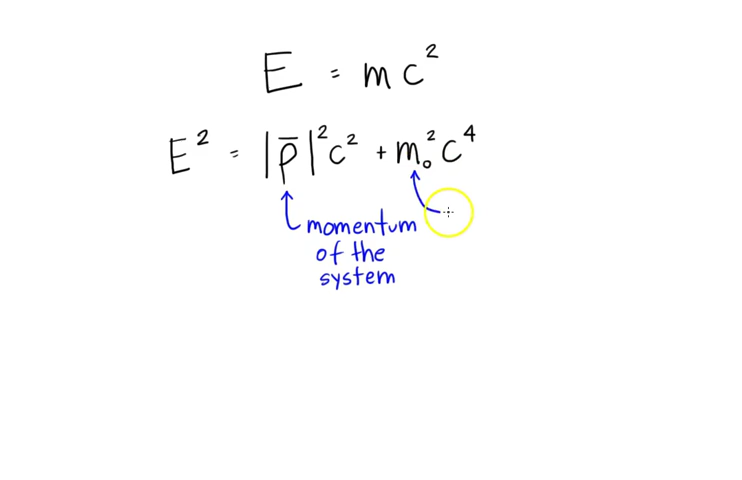 E = mc²
E² = |p̄|²c² + m₀²c⁴
momentum
of the
system